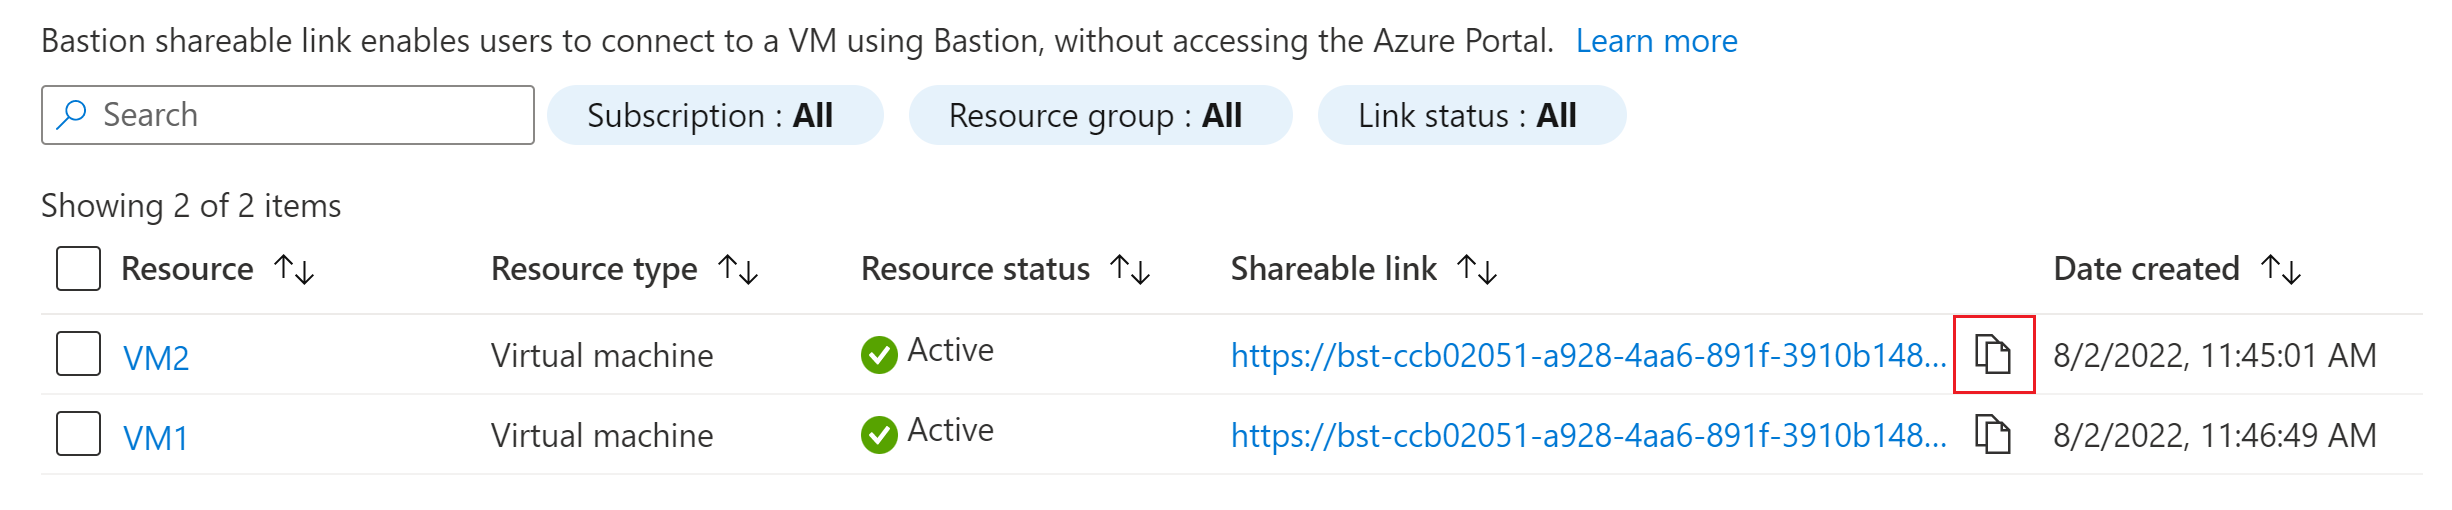 Bastion shareable link enables users to connect to a VM using Bastion, without accessing the Azure Portal. Learn more
Search Subscription : All Resource group : All Link status : All
Showing 2 of 2 items
Resource Resource type Resource status Shareable link Date created
VM2 Virtual machine Active https://bst-ccb02051-a928-4aa6-891f-3910b148... 8/2/2022, 11:45:01 AM
VM1 Virtual machine Active https://bst-ccb02051-a928-4aa6-891f-3910b148... 8/2/2022, 11:46:49 AM